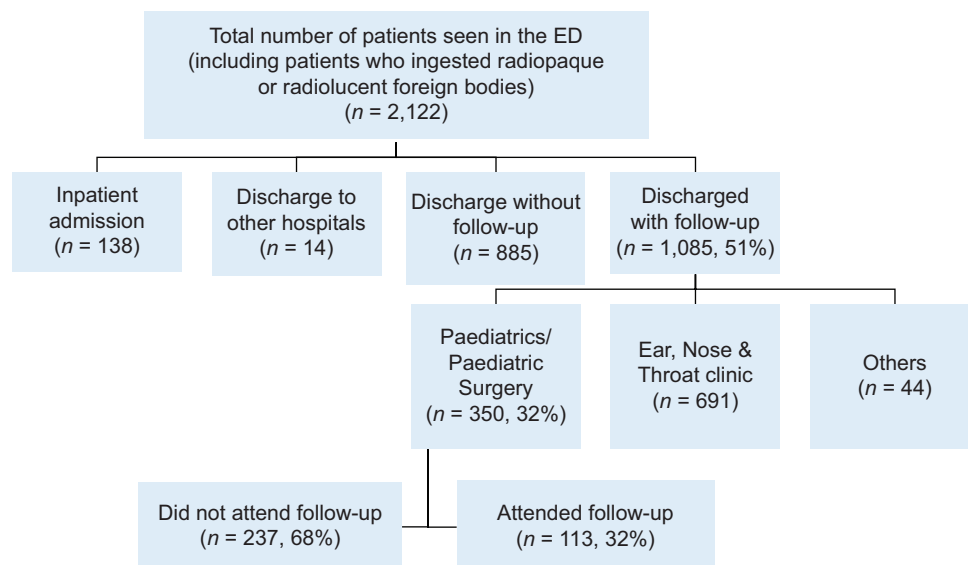 Total number of patients seen in the ED
(including patients who ingested radiopaque
or radiolucent foreign bodies)
(n = 2,122)
Inpatient
admission
(n = 138)
Discharge to
other hospitals
(n = 14)
Discharge without
follow-up
(n = 885)
Discharged
with follow-up
(n = 1,085, 51%)
Paediatrics/
Paediatric
Surgery
(n = 350, 32%)
Ear, Nose &
Throat clinic
(n = 691)
Others
(n = 44)
Did not attend follow-up
(n = 237, 68%)
Attended follow-up
(n = 113, 32%)